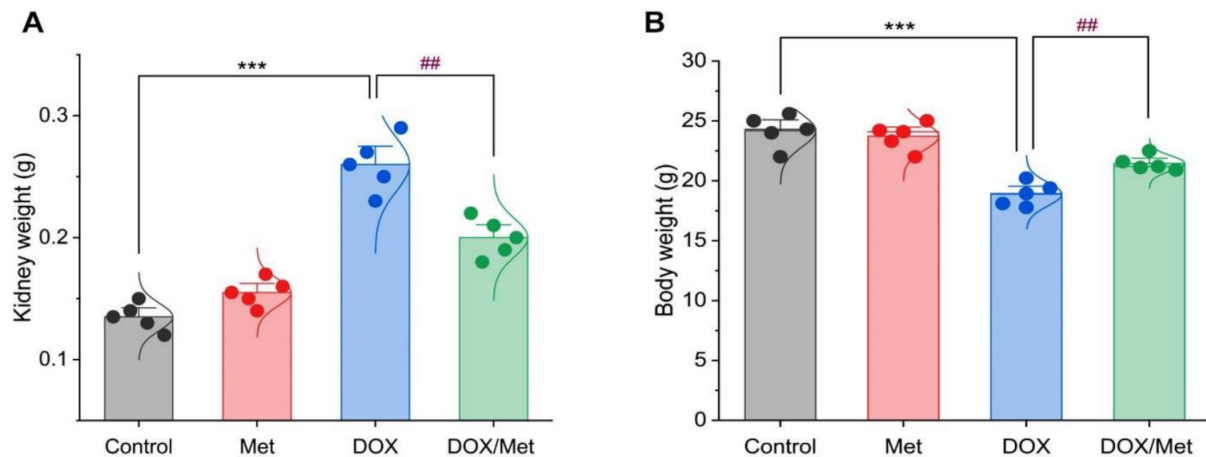 A
Kidney weight (g)
0.3
0.2
0.1
***
##
Control Met DOX DOX/Met
B
Body weight (g)
30
25
20
15
10
5
0
***
##
Control Met DOX DOX/Met